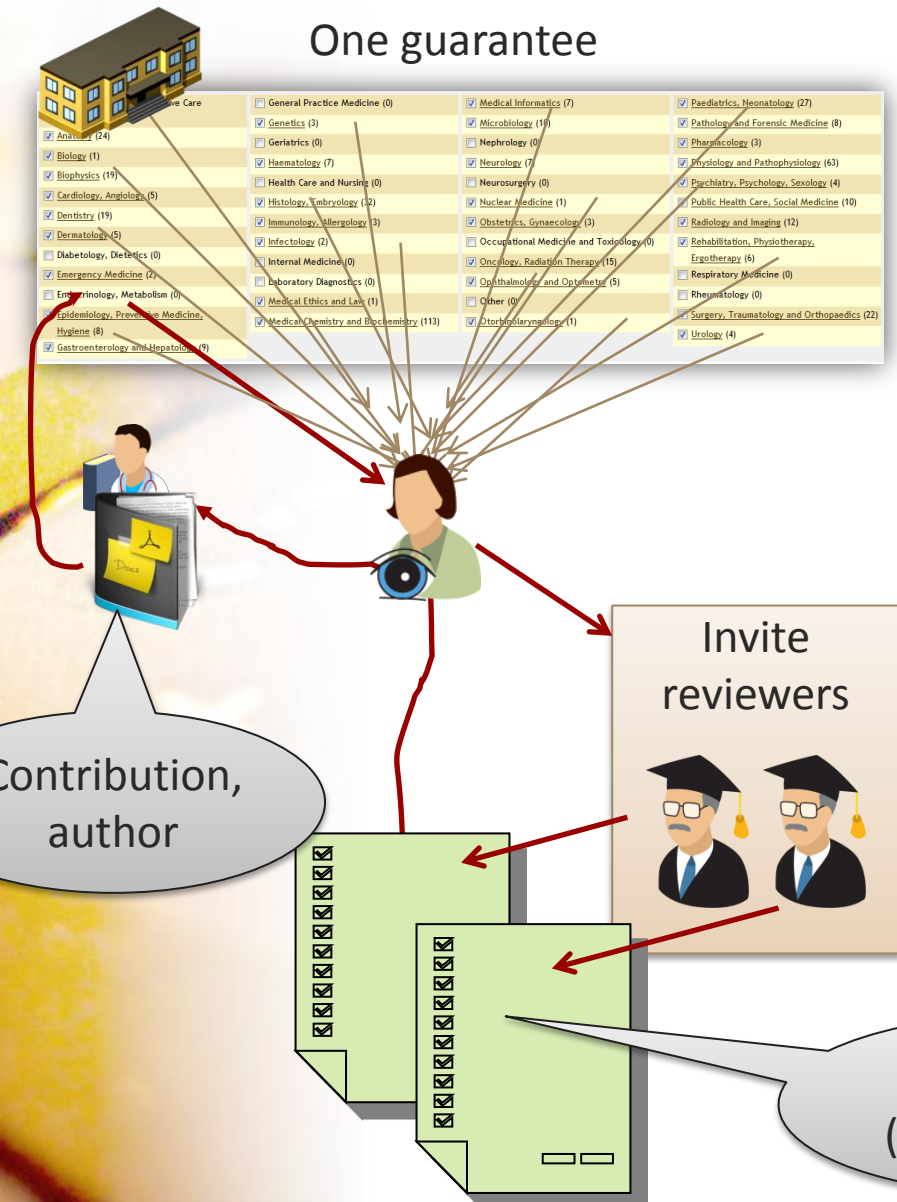 One guarantee
ve Care
Anatomy (24)
Biology (1)
Biophysics (19)
Cardiology, Angiology (5)
Dentistry (19)
Dermatology (5)
Diabetology, Dietetics (0)
Emergency Medicine (2)
Endocrinology, Metabolism (0)
Epidemiology, Preventive Medicine,
Hygiene (8)
Gastroenterology and Hepatology (9)
General Practice Medicine (0)
Genetics (3)
Geriatrics (0)
Haematology (7)
Health Care and Nursing (0)
Histology, Embryology (32)
Immunology, Allergology (3)
Infectology (2)
Internal Medicine (0)
Laboratory Diagnostics (0)
Medical Ethics and Law (1)
Medical Chemistry and Biochemistry (113)
Medical Informatics (7)
Microbiology (10)
Nephrology (0)
Neurology (7)
Neurosurgery (0)
Nuclear Medicine (1)
Obstetrics, Gynaecology (3)
Occupational Medicine and Toxicology (0)
Oncology, Radiation Therapy (15)
Ophthalmology and Optometry (5)
Other (0)
Otorhinolaryngology (1)
Paediatrics, Neonatology (27)
Pathology and Forensic Medicine (8)
Pharmacology (3)
Physiology and Pathophysiology (63)
Psychiatry, Psychology, Sexology (4)
Public Health Care, Social Medicine (10)
Radiology and Imaging (12)
Rehabilitation, Physiotherapy,
Ergotherapy (6)
Respiratory Medicine (0)
Rheumatology (0)
Surgery, Traumatology and Orthopaedics (22)
Urology (4)
Docs
Invite
reviewers
Contribution,
author
(